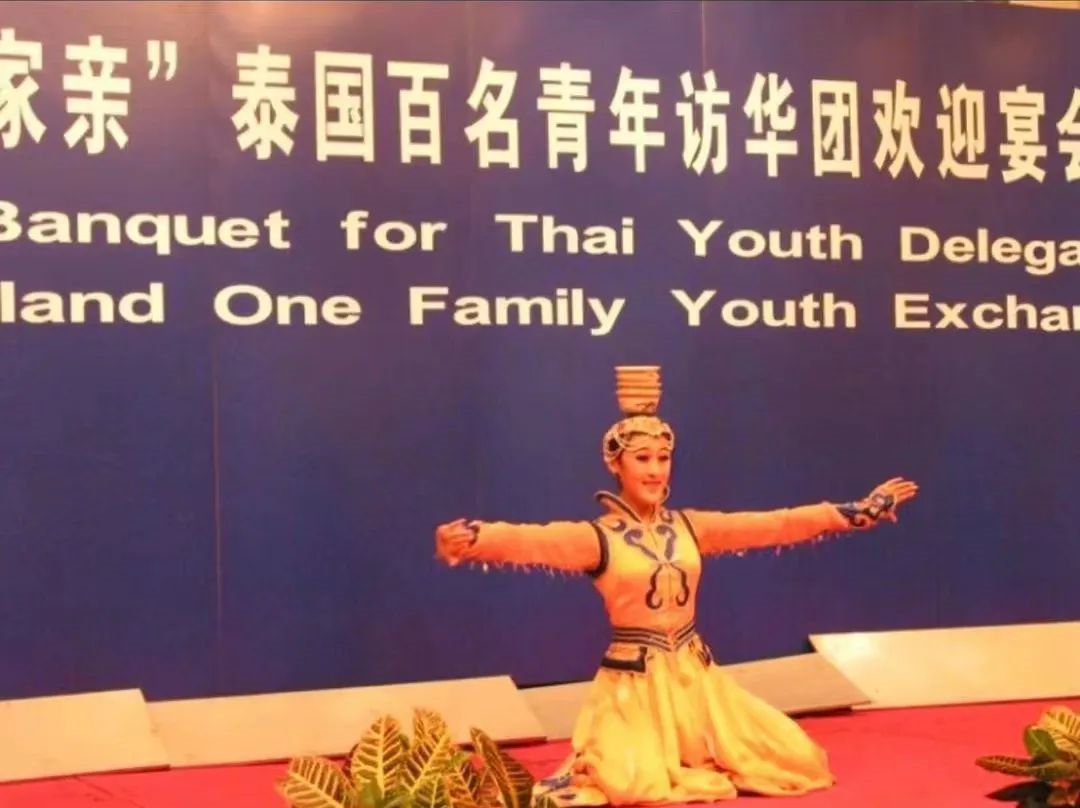 家亲”泰国百名青年访华团欢迎宴会
Banquet for Thai Youth Delega
land One Family Youth Exchan